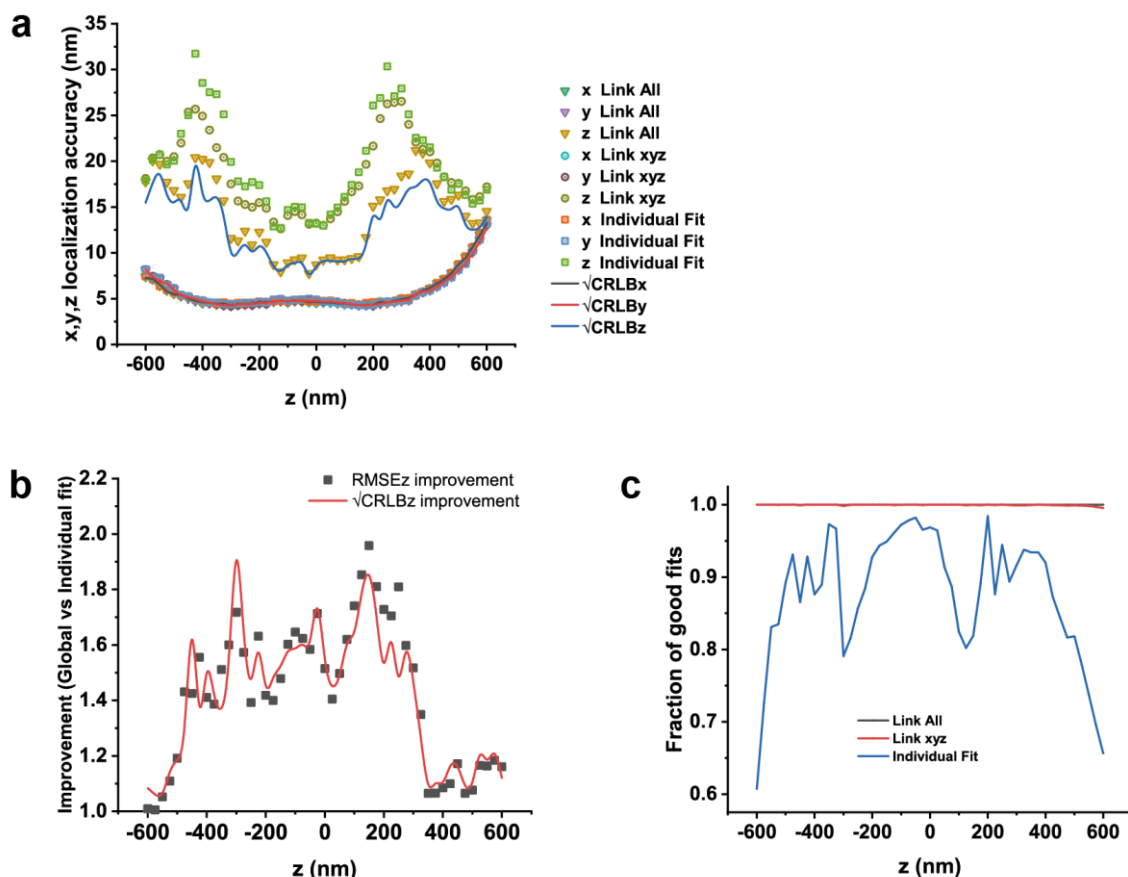 a
x,y,z localization accuracy (nm)
35
30
25
20
15
10
5
0
-600 -400 -200 0 200 400 600
z (nm)
x Link All
y Link All
z Link All
x Link xyz
y Link xyz
z Link xyz
x Individual Fit
y Individual Fit
z Individual Fit
√CRLBx
√CRLBy
√CRLBz
b
Improvement (Global vs Individual fit)
2.2
2.0
1.8
1.6
1.4
1.2
1.0
RMSEz improvement
√CRLBz improvement
-600 -400 -200 0 200 400 600
z (nm)
c
Fraction of good fits
1.0
0.9
0.8
0.7
0.6
Link All
Link xyz
Individual Fit
-600 -400 -200 0 200 400 600
z (nm)